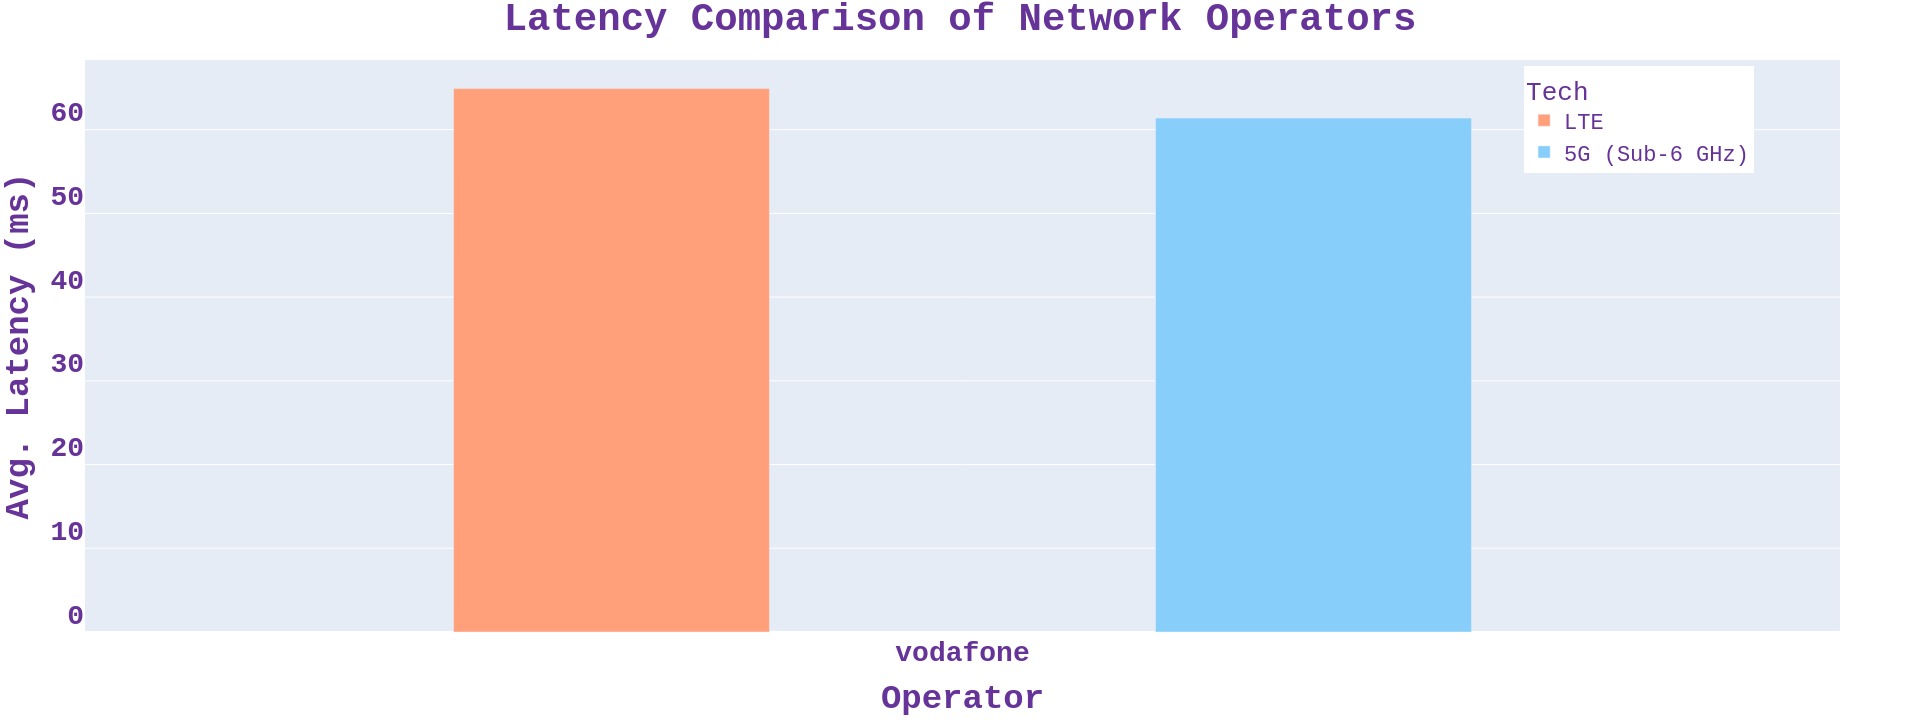 Latency Comparison of Network Operators
Tech
LTE
5G (Sub-6 GHz)
Avg. Latency (ms)
60
50
40
30
20
10
0
vodafone
Operator